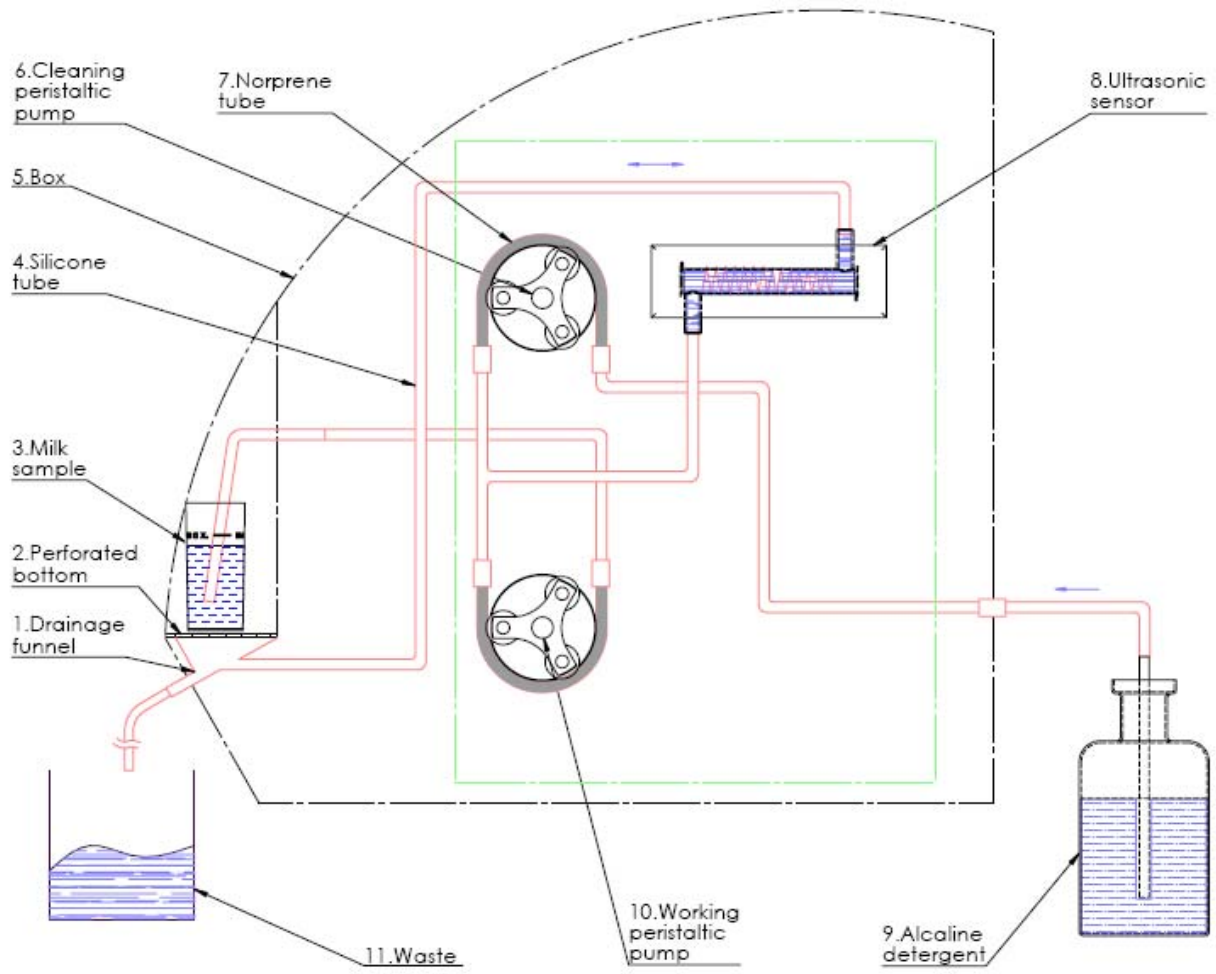 6.Cleaning
peristaltic
pump
7.Norprene
tube
8.Ultrasonic
sensor
5.Box
4.Silicone
tube
3.Milk
sample
2.Perforated
bottom
1.Drainage
funnel
10.Working
peristaltic
pump
9.Alcaline
detergent
11.Waste